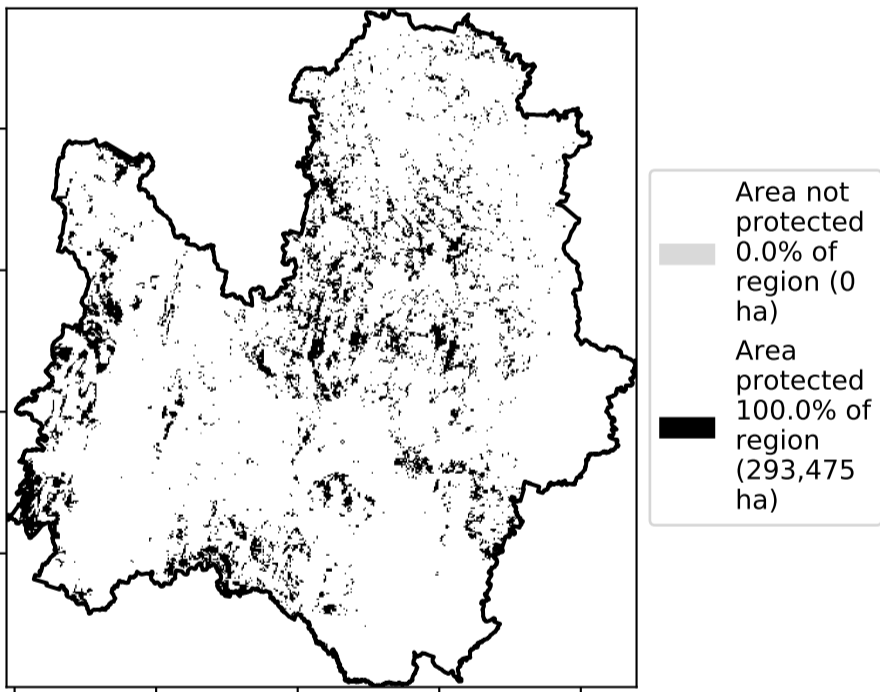 Area not
protected
0.0% of
region (0
ha)
Area
protected
100.0% of
region
(293,475
ha)